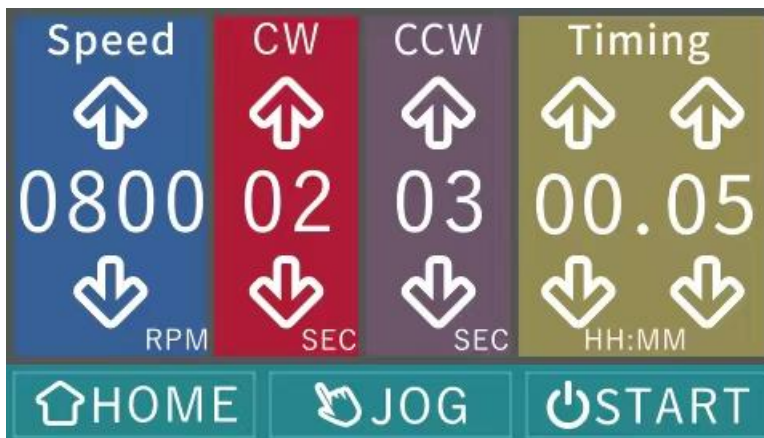 Speed CW CCW Timing
0800 02 03 00.05
RPM SEC SEC HH:MM
HOME JOG START